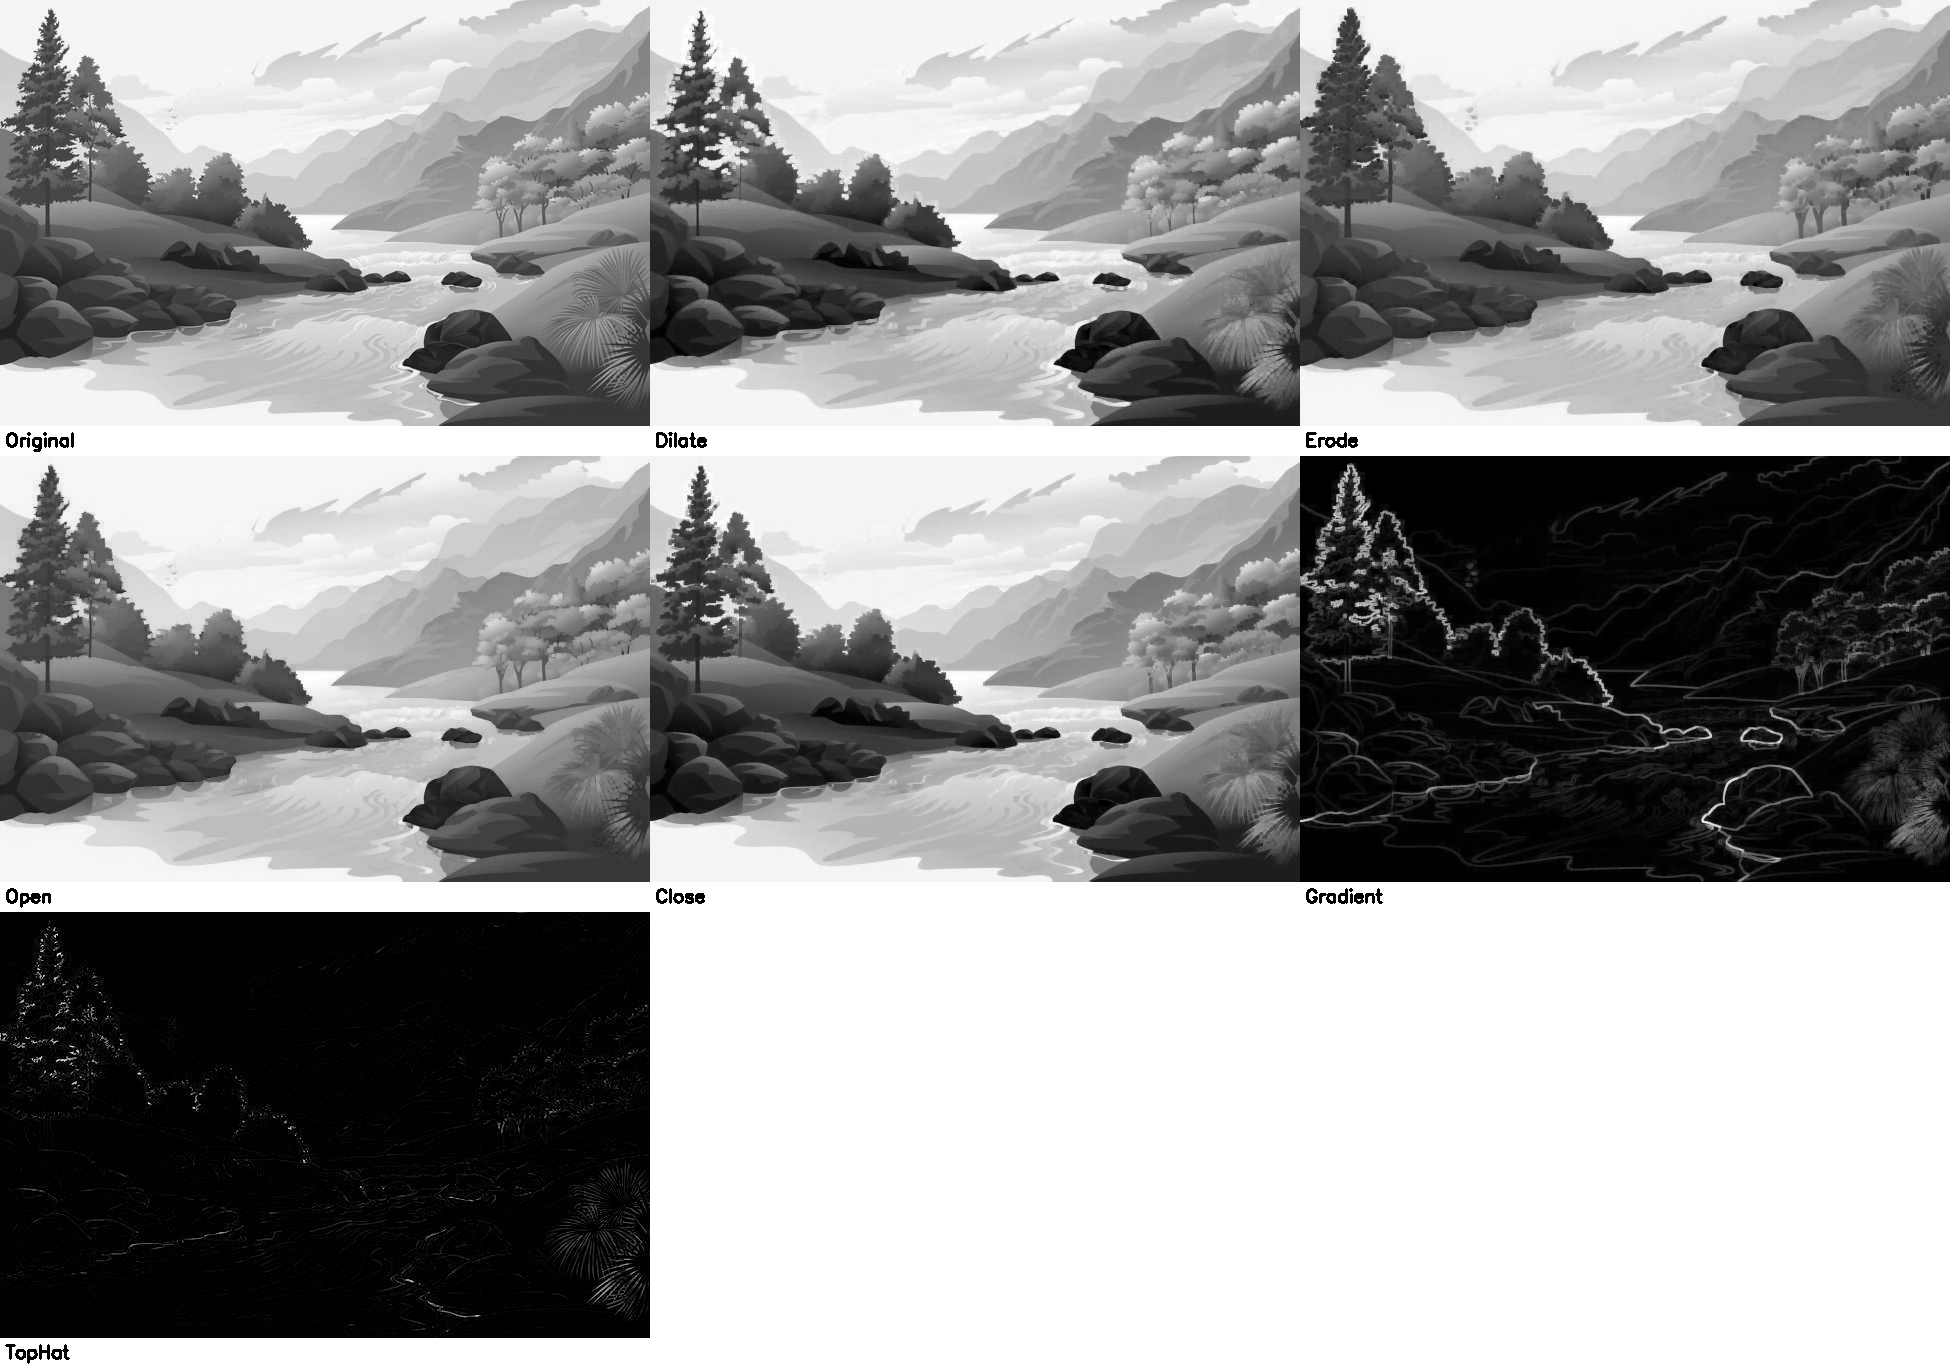 Original
Dilate
Erode
Open
Close
Gradient
TopHat